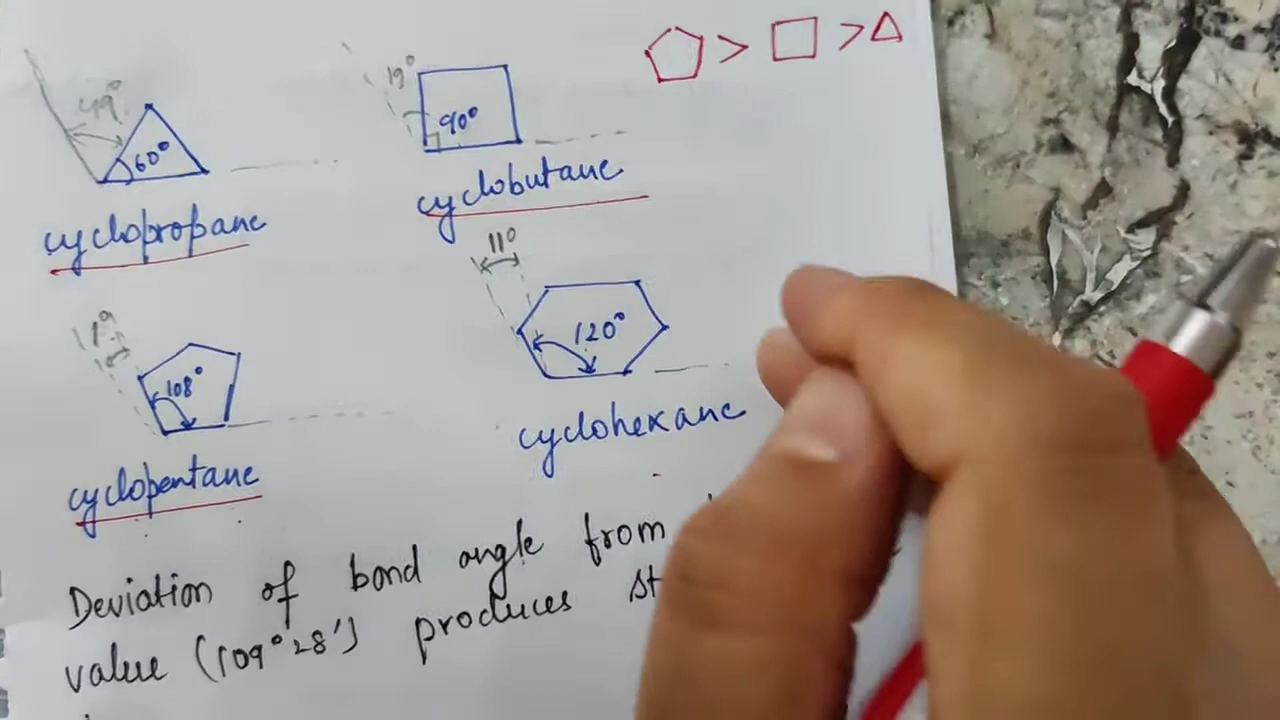 ⬠ > □ > △
49°
60°
cyclopropane
19°
90°
cyclobutane
1°
108°
cyclopentane
11°
120°
cyclohexane
Deviation of bond angle from
value (109°28') produces st